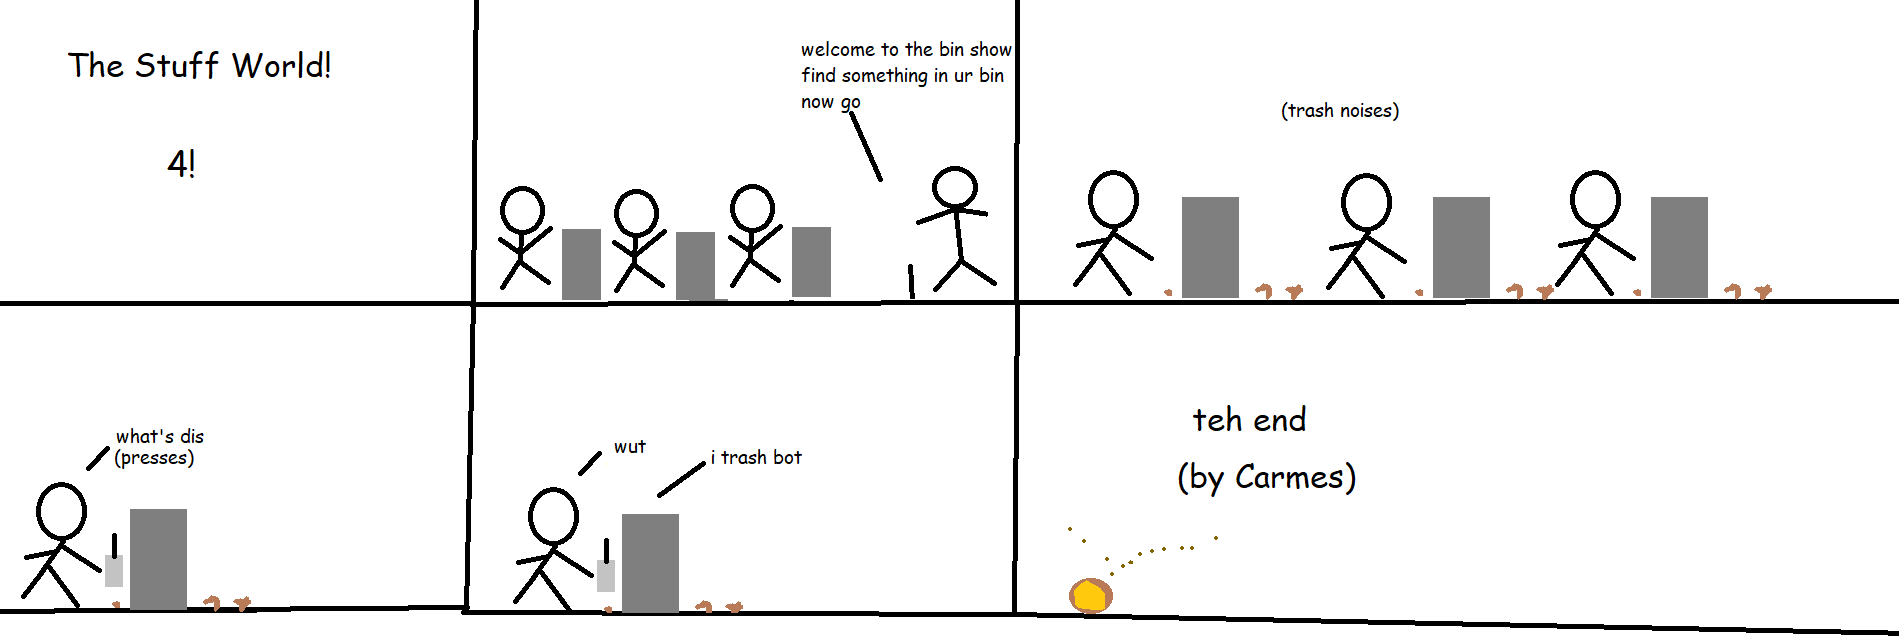 The Stuff World!
4!
welcome to the bin show
find something in ur bin
now go
(trash noises)
what's dis
(presses)
wut
i trash bot
teh end
(by Carmes)